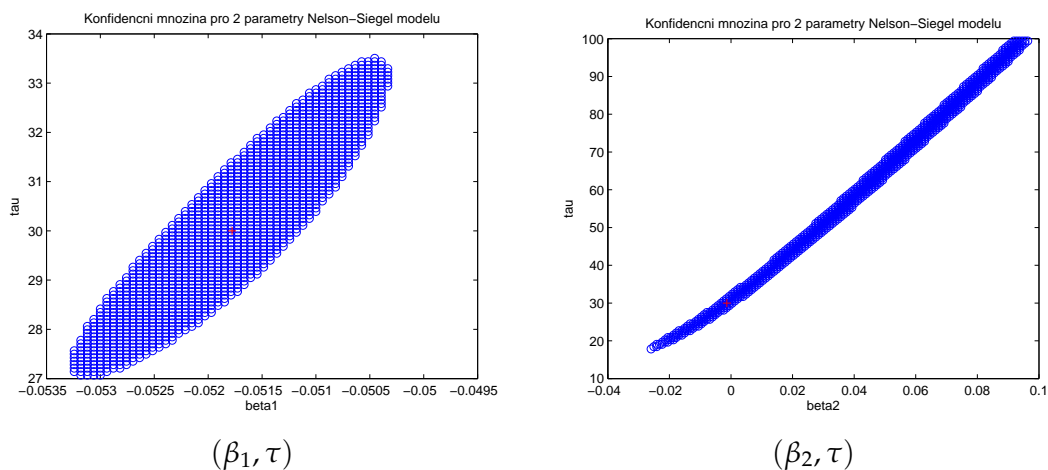 Konfidencni mnozina pro 2 parametry Nelson−Siegel modelu
34
33
32
31
30
29
28
27
tau
−0.0535 −0.053 −0.0525 −0.052 −0.0515 −0.051 −0.0505 −0.05 −0.0495
beta1
(β₁, τ)
Konfidencni mnozina pro 2 parametry Nelson−Siegel modelu
100
90
80
70
60
50
40
30
20
10
tau
−0.04 −0.02 0 0.02 0.04 0.06 0.08 0.1
beta2
(β₂, τ)